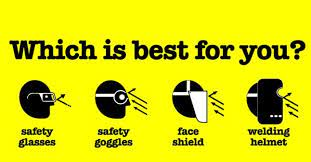 Which is best for you?
safety glasses
safety goggles
face shield
welding helmet